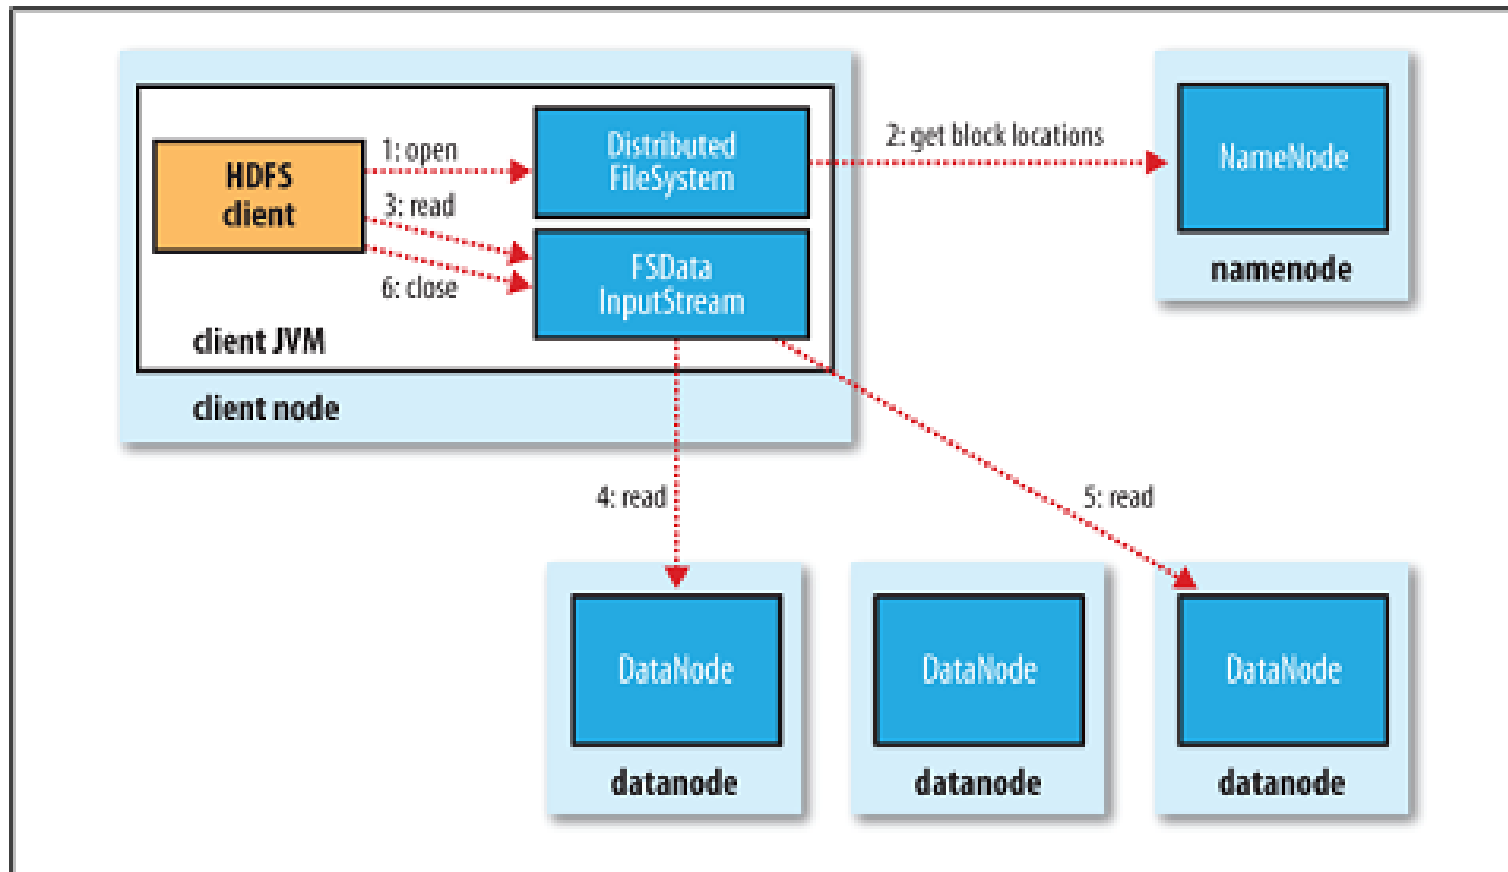 HDFS
client
1: open
3: read
6: close
Distributed
FileSystem
FSData
InputStream
client JVM
client node
2: get block locations
NameNode
namenode
4: read
5: read
DataNode
datanode
DataNode
datanode
DataNode
datanode